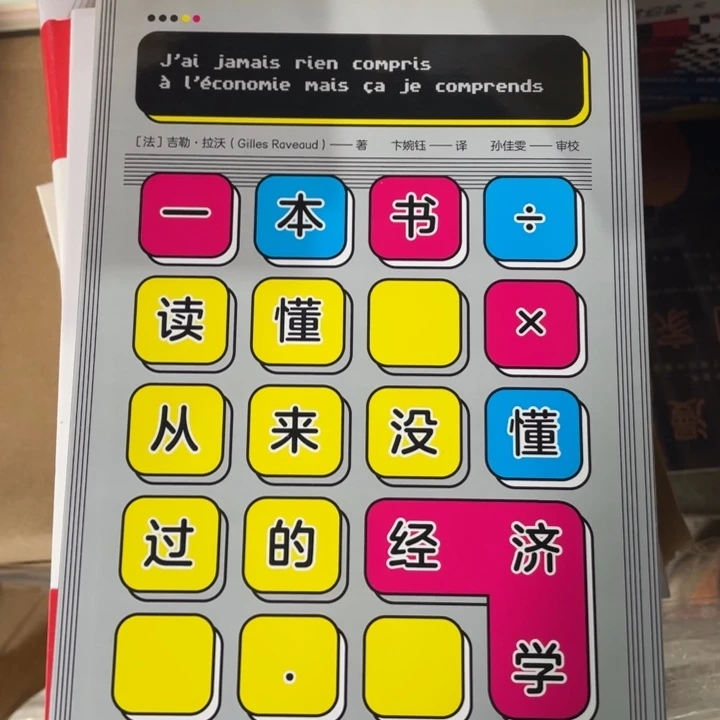 J'ai jamais rien compris
à l'économie mais ça je comprends
[法]吉勒·拉沃(Gilles Raveaud)——著 卞婉钰——译 孙佳雯——审校
一 本 书 ÷
读 懂 ×
从 来 没 懂
过 的 经 济
. 学